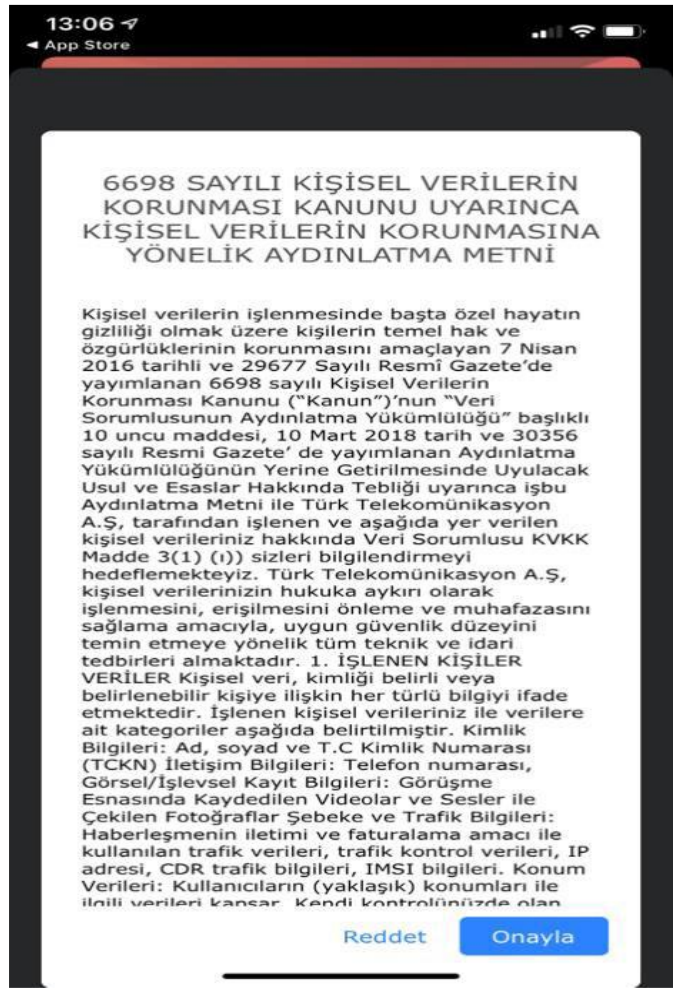 13:06
App Store
6698 SAYILI KİŞİSEL VERİLERİN
KORUNMASI KANUNU UYARINCA
KİŞİSEL VERİLERİN KORUNMASINA
YÖNELİK AYDINLATMA METNİ
Kişisel verilerin işlenmesinde başta özel hayatın
gizliliği olmak üzere kişilerin temel hak ve
özgürlüklerinin korunmasını amaçlayan 7 Nisan
2016 tarihli ve 29677 Sayılı Resmî Gazete’de
yayımlanan 6698 sayılı Kişisel Verilerin
Korunması Kanunu (“Kanun”)’nun “Veri
Sorumlusunun Aydınlatma Yükümlülüğü” başlıklı
10 uncu maddesi, 10 Mart 2018 tarih ve 30356
sayılı Resmi Gazete’ de yayımlanan Aydınlatma
Yükümlülüğünün Yerine Getirilmesinde Uyulacak
Usul ve Esaslar Hakkında Tebliği uyarınca işbu
Aydınlatma Metni ile Türk Telekomünikasyon
A.Ş, tarafından işlenen ve aşağıda yer verilen
kişisel verileriniz hakkında Veri Sorumlusu KVKK
Madde 3(1) (ı)) sizleri bilgilendirmeyi
hedeflemekteyiz. Türk Telekomünikasyon A.Ş,
kişisel verilerinizin hukuka aykırı olarak
işlenmesini, erişilmesini önleme ve muhafazasını
sağlama amacıyla, uygun güvenlik düzeyini
temin etmeye yönelik tüm teknik ve idari
tedbirleri almaktadır. 1. İŞLENEN KİŞİLER
VERİLER Kişisel veri, kimliği belirli veya
belirlenebilir kişiye ilişkin her türlü bilgiyi ifade
etmektedir. İşlenen kişisel verileriniz ile verilere
ait kategoriler aşağıda belirtilmiştir. Kimlik
Bilgileri: Ad, soyad ve T.C Kimlik Numarası
(TCKN) İletişim Bilgileri: Telefon numarası,
Görsel/İşlevsel Kayıt Bilgileri: Görüşme
Esnasında Kaydedilen Videolar ve Sesler ile
Çekilen Fotoğraflar Şebeke ve Trafik Bilgileri:
Haberleşmenin iletimi ve faturalama amacı ile
kullanılan trafik verileri, trafik kontrol verileri, IP
adresi, CDR trafik bilgileri, IMSI bilgileri. Konum
Verileri: Kullanıcıların (yaklaşık) konumları ile
ilgili verileri kapsar. Kendi kontrolünüzde olan
Reddet
Onayla